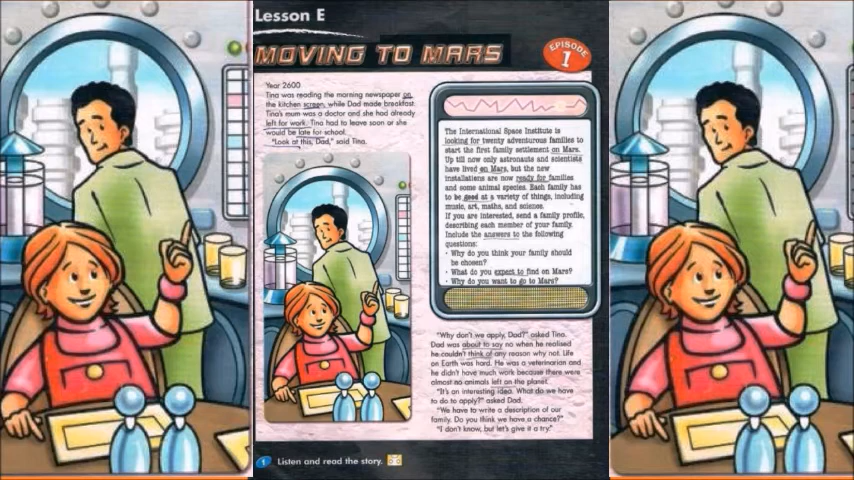 Lesson E
MOVING TO MARS
EPISODE
1
Year 2600
Tina was reading the morning newspaper on
the kitchen screen, while Dad made breakfast.
Tina's mum was a doctor and she had already
left for work. Tina had to leave soon or she
would be late for school.
"Look at this, Dad," said Tina.
The International Space Institute is
looking for twenty adventurous families to
start the first family settlement on Mars.
Up till now only astronauts and scientists
have lived on Mars, but the new
installations are now ready for families
and some animal species. Each family has
to be good at a variety of things, including
music, art, maths, and science.
If you are interested, send a family profile,
describing each member of your family.
Include the answers to the following
questions:
· Why do you think your family should
be chosen?
· What do you expect to find on Mars?
· Why do you want to go to Mars?
"Why don't we apply, Dad?" asked Tina.
Dad was about to say no when he realised
he couldn't think of any reason why not. Life
on Earth was hard. He was a veterinarian and
he didn't have much work because there were
almost no animals left on the planet.
"It's an interesting idea. What do we have
to do to apply?" asked Dad.
"We have to write a description of our
family. Do you think we have a chance?"
"I don't know, but let's give it a try."
1 Listen and read the story.